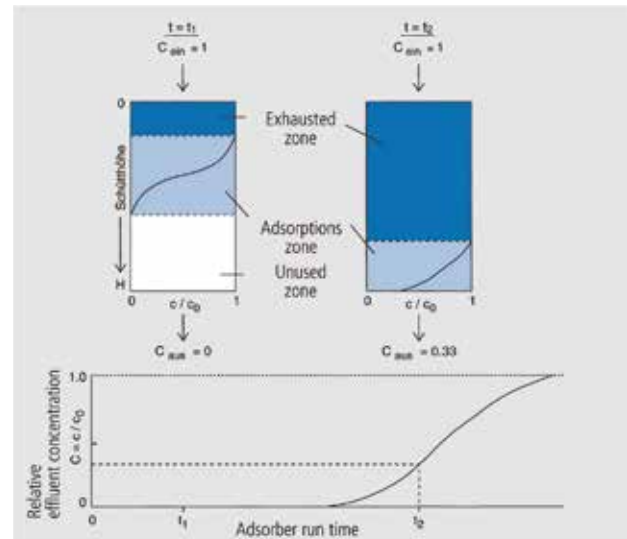 t = t₁
C ein = 1
t = t₂
C ein = 1
0
Schütthöhe
H
Exhausted
zone
Adsorptions
zone
Unused
zone
0
c / c₀
1
0
c / c₀
1
C aus = 0
C aus = 0.33
Relative
effluent concentration
C = c / c₀
1.0
0
0
t₁
t₂
Adsorber run time